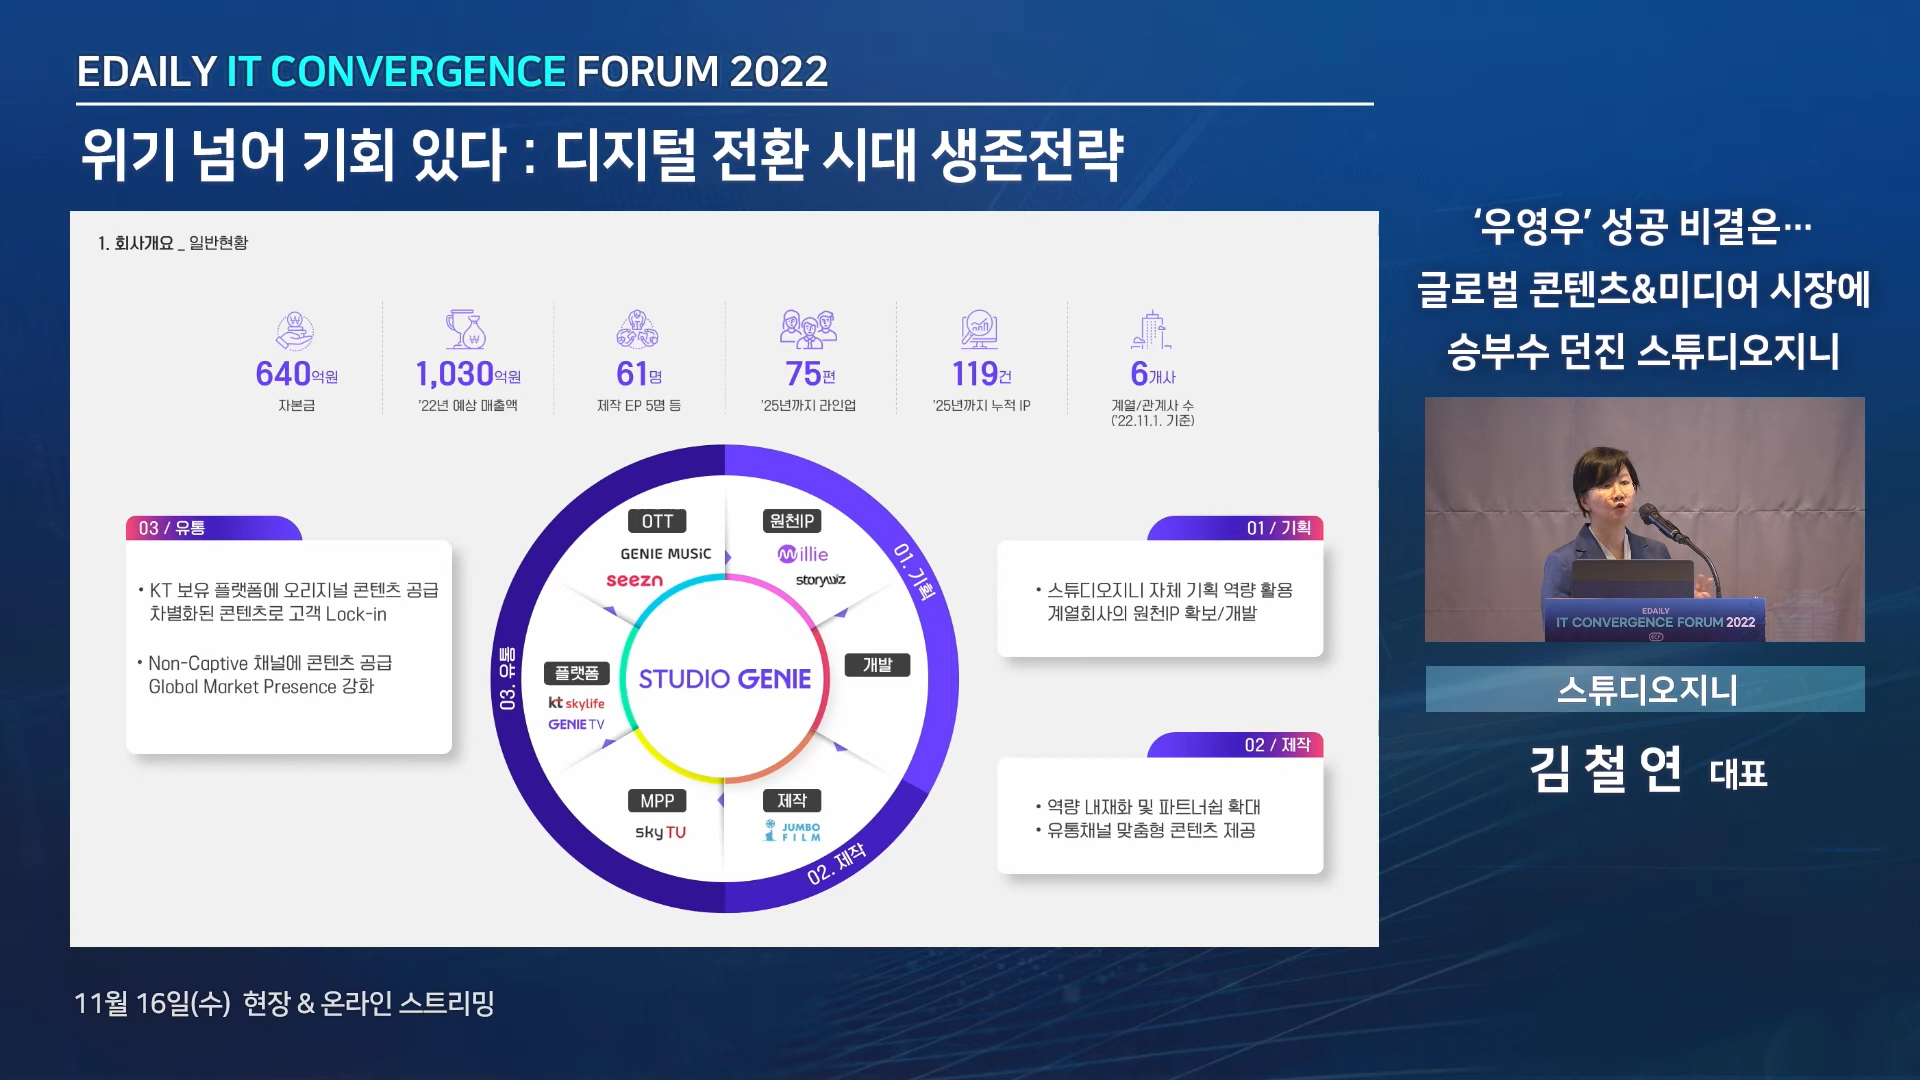 EDAILY IT CONVERGENCE FORUM 2022
위기 넘어 기회 있다 : 디지털 전환 시대 생존전략
1. 회사개요 _ 일반현황
640억원
자본금
1,030억원
'22년 예상 매출액
61명
제작 EP 5명 등
75편
'25년까지 라인업
119건
'25년까지 누적 IP
6개사
계열/관계사 수
('22.11.1. 기준)
03 / 유통
• KT 보유 플랫폼에 오리지널 콘텐츠 공급
차별화된 콘텐츠로 고객 Lock-in
• Non-Captive 채널에 콘텐츠 공급
Global Market Presence 강화
03. 유통
OTT
GENIE MUSiC
seezn
원천IP
millie
storywiz
01. 기획
플랫폼
kt skylife
GENIE TV
STUDIO GENIE
개발
MPP
skyTU
제작
JUMBO
FILM
02. 제작
01 / 기획
• 스튜디오지니 자체 기획 역량 활용
계열회사의 원천IP 확보/개발
02 / 제작
• 역량 내재화 및 파트너쉽 확대
• 유통채널 맞춤형 콘텐츠 제공
‘우영우’ 성공 비결은…
글로벌 콘텐츠&미디어 시장에
승부수 던진 스튜디오지니
EDAILY
IT CONVERGENCE FORUM 2022
스튜디오지니
김철연 대표
11월 16일(수) 현장 & 온라인 스트리밍